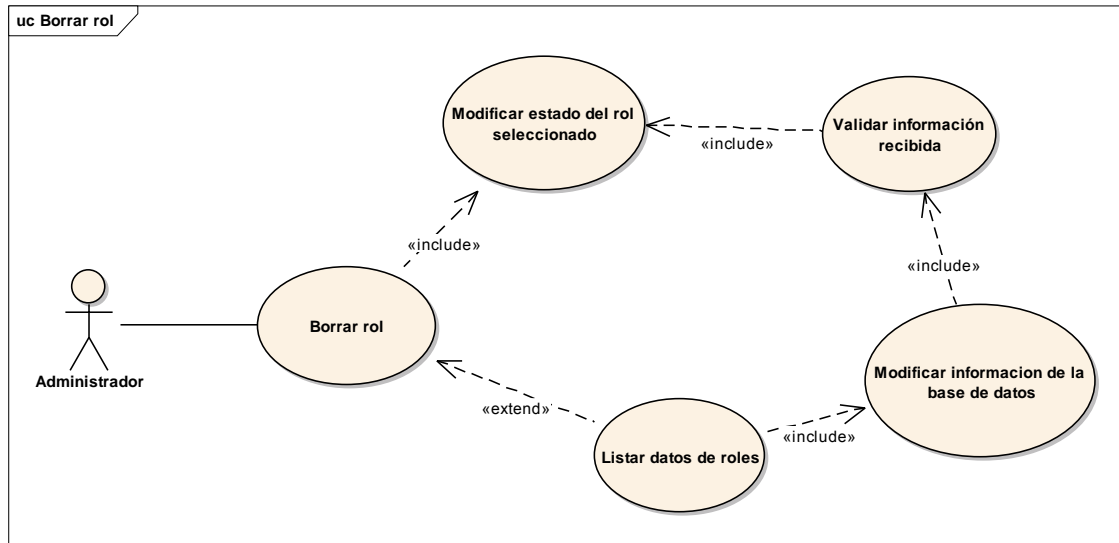 uc Borrar rol
Modificar estado del rol
seleccionado
Validar información
recibida
«include»
«include»
«include»
Borrar rol
Administrador
Modificar informacion de la
base de datos
«extend»
«include»
Listar datos de roles